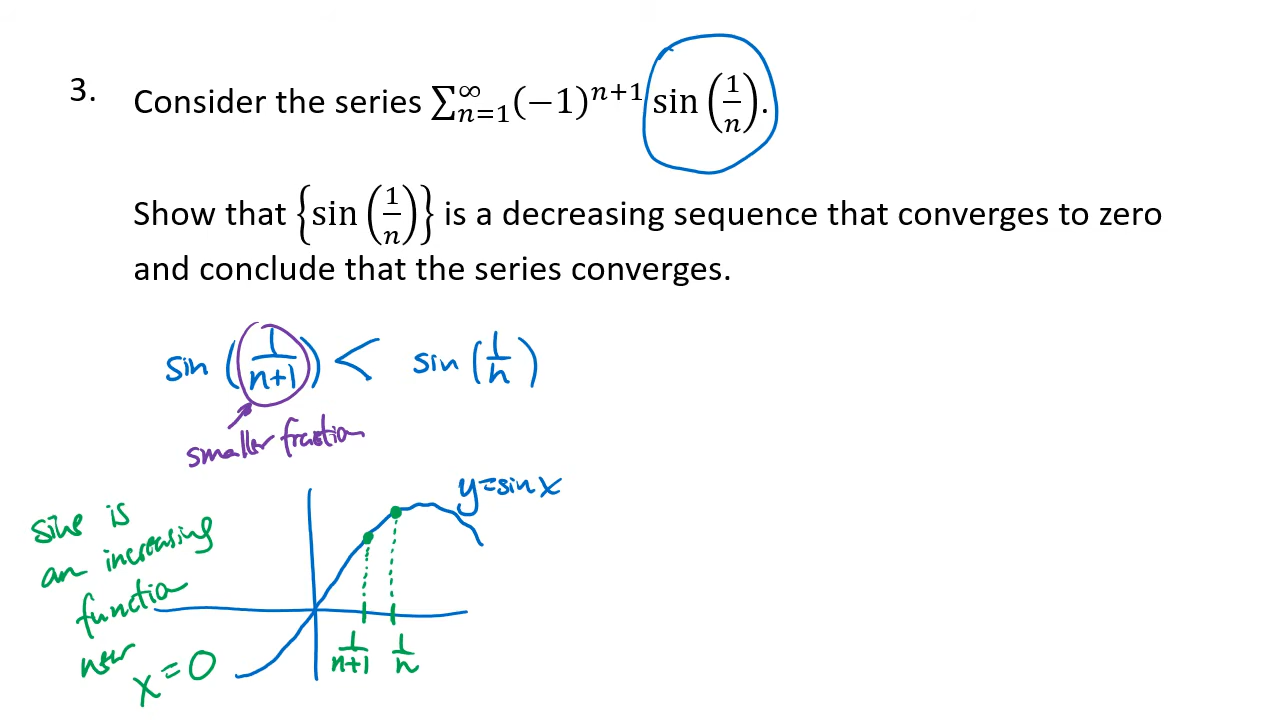 3. Consider the series ∑_{n=1}^{∞}(−1)^{n+1} sin(1/n).
Show that {sin(1/n)} is a decreasing sequence that converges to zero
and conclude that the series converges.
sin(1/(n+1)) < sin(1/n)
smaller fraction
y=sinx
sine is
an increasing
function
near
x=0
1/(n+1) 1/n